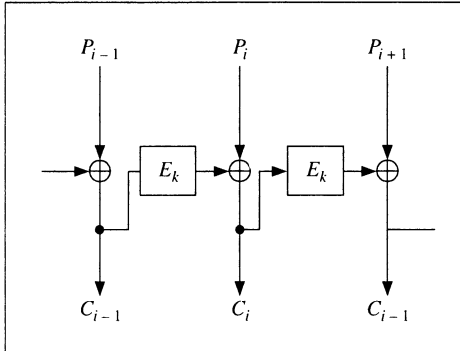 P_{i-1} P_i P_{i+1}
E_k E_k
C_{i-1} C_i C_{i-1}